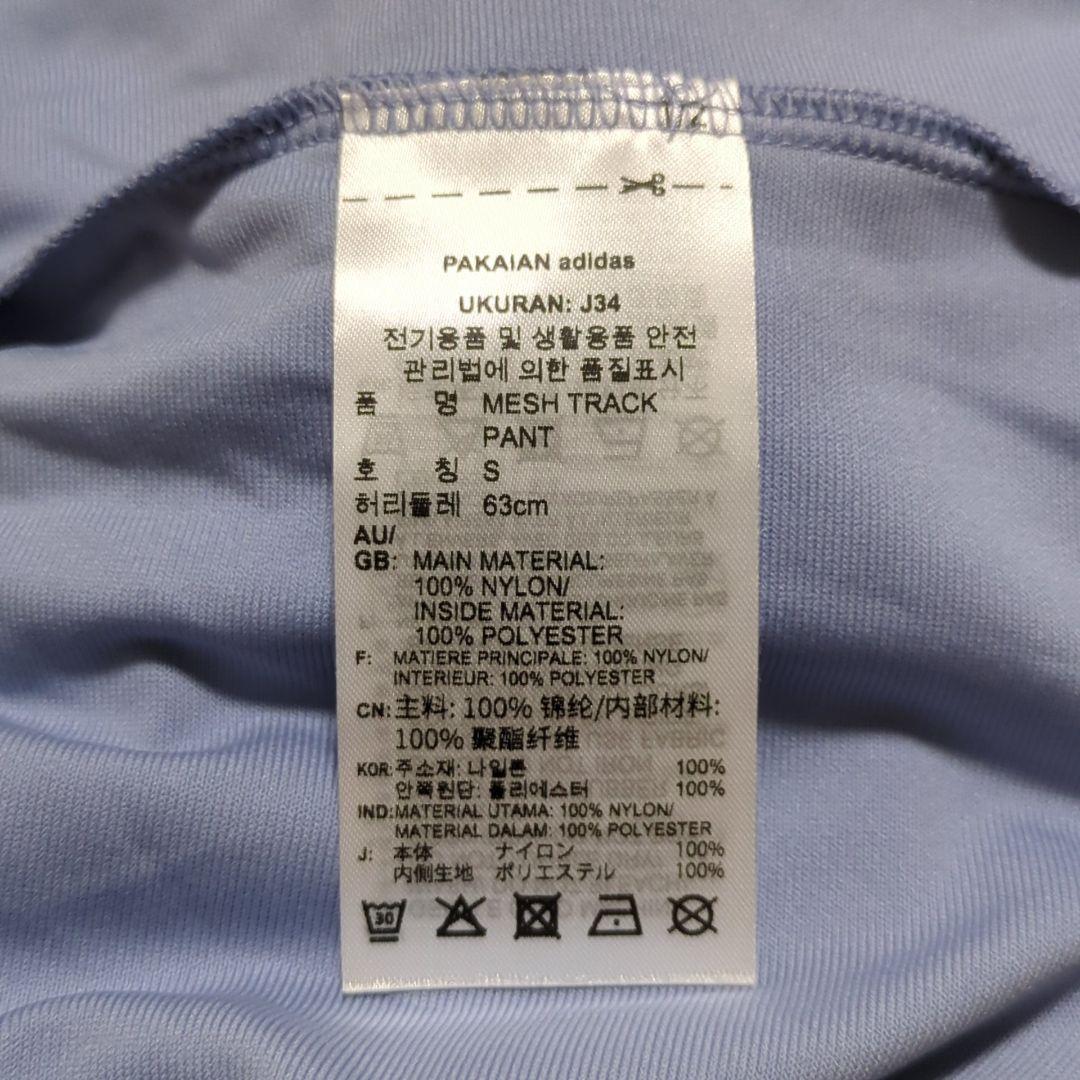 1/2
PAKAIAN adidas
UKURAN: J34
전기용품 및 생활용품 안전
관리법에 의한 품질표시
품 명 MESH TRACK
PANT
호 칭 S
허리둘레 63cm
AU/
GB: MAIN MATERIAL:
100% NYLON/
INSIDE MATERIAL:
100% POLYESTER
F: MATIERE PRINCIPALE: 100% NYLON/
INTERIEUR: 100% POLYESTER
CN: 主料: 100% 锦纶/内部材料:
100% 聚酯纤维
KOR: 주소재: 나일론 100%
안쪽원단: 폴리에스터 100%
IND: MATERIAL UTAMA: 100% NYLON/
MATERIAL DALAM: 100% POLYESTER
J: 本体 ナイロン 100%
内側生地 ポリエステル 100%
30